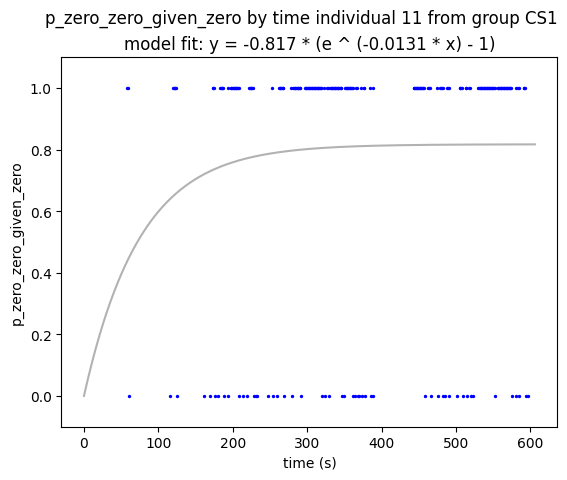 p_zero_zero_given_zero by time individual 11 from group CS1
model fit: y = -0.817 * (e ^ (-0.0131 * x) - 1)
1.0
0.8
0.6
0.4
0.2
0.0
p_zero_zero_given_zero
0 100 200 300 400 500 600
time (s)